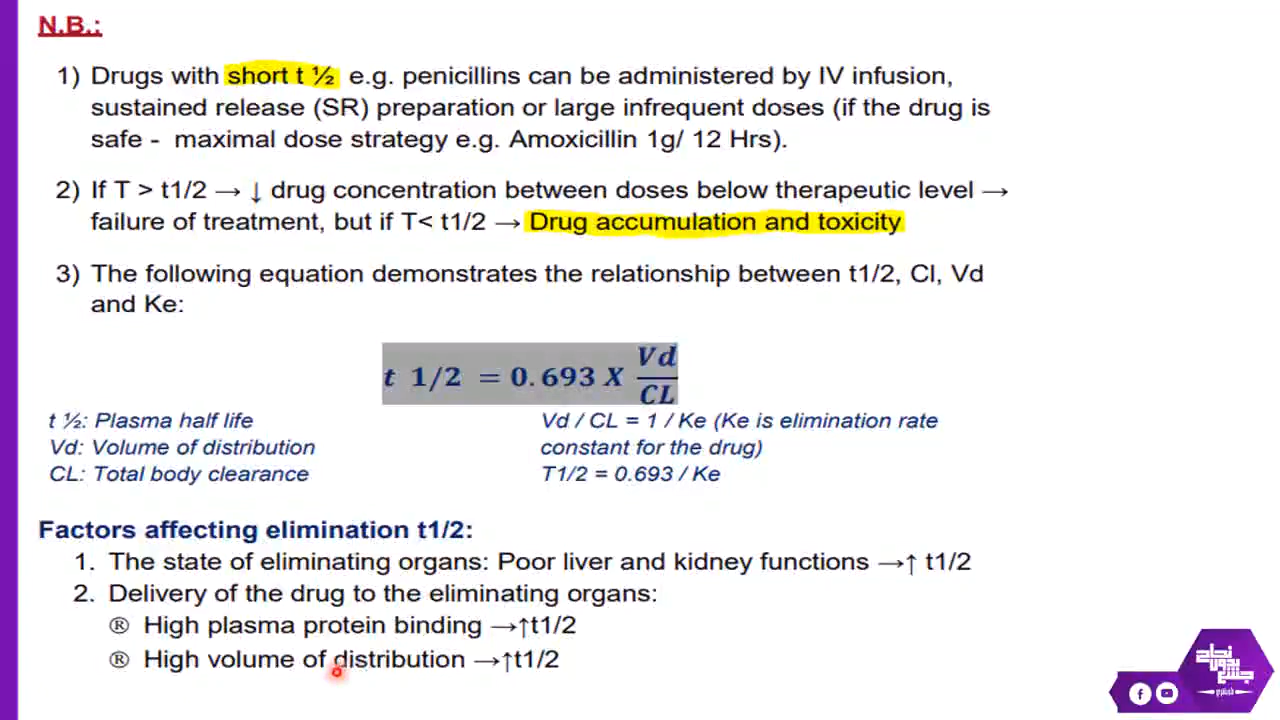 N.B.:
1) Drugs with short t ½ e.g. penicillins can be administered by IV infusion,
sustained release (SR) preparation or large infrequent doses (if the drug is
safe - maximal dose strategy e.g. Amoxicillin 1g/ 12 Hrs).
2) If T > t1/2 → ↓ drug concentration between doses below therapeutic level →
failure of treatment, but if T< t1/2 → Drug accumulation and toxicity
3) The following equation demonstrates the relationship between t1/2, Cl, Vd
and Ke:
t 1/2 = 0.693 X Vd/CL
t ½: Plasma half life
Vd: Volume of distribution
CL: Total body clearance
Vd / CL = 1 / Ke (Ke is elimination rate
constant for the drug)
T1/2 = 0.693 / Ke
Factors affecting elimination t1/2:
1. The state of eliminating organs: Poor liver and kidney functions →↑ t1/2
2. Delivery of the drug to the eliminating organs:
® High plasma protein binding →↑t1/2
® High volume of distribution →↑t1/2